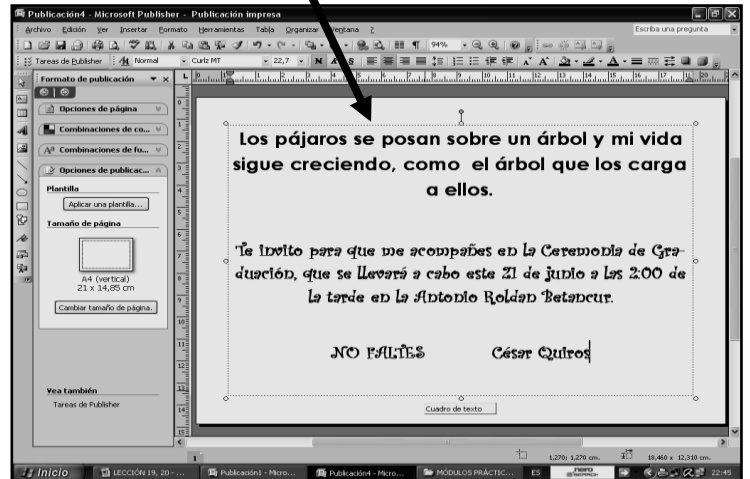 Publicación4 - Microsoft Publisher - Publicación impresa
Archivo Edición Ver Insertar Formato Herramientas Tabla Organizar Ventana ? Escriba una pregunta
94%
Tareas de Publisher Normal Curlz MT 22,7 N K S
Formato de publicación
Opciones de página
Combinaciones de co...
Combinaciones de fu...
Opciones de publicac...
Plantilla
Aplicar una plantilla...
Tamaño de página
A4 (vertical)
21 x 14,85 cm
Cambiar tamaño de página.
Vea también
Tareas de Publisher
Los pájaros se posan sobre un árbol y mi vida
sigue creciendo, como el árbol que los carga
a ellos.
Te invito para que me acompañes en la Ceremonia de Gra-
duación, que se llevará a cabo este 21 de junio a las 2:00 de
la tarde en la Antonio Roldan Betancur.
NO FALTES César Quiros
Cuadro de texto
1
1,270; 1,270 cm. 18,460 x 12,310 cm.
Inicio LECCIÓN 19, 20 - ... Publicación1 - Micro... Publicación4 - Micro... MÓDULOS PRÁCTIC... ES nero SEARCH 22:45